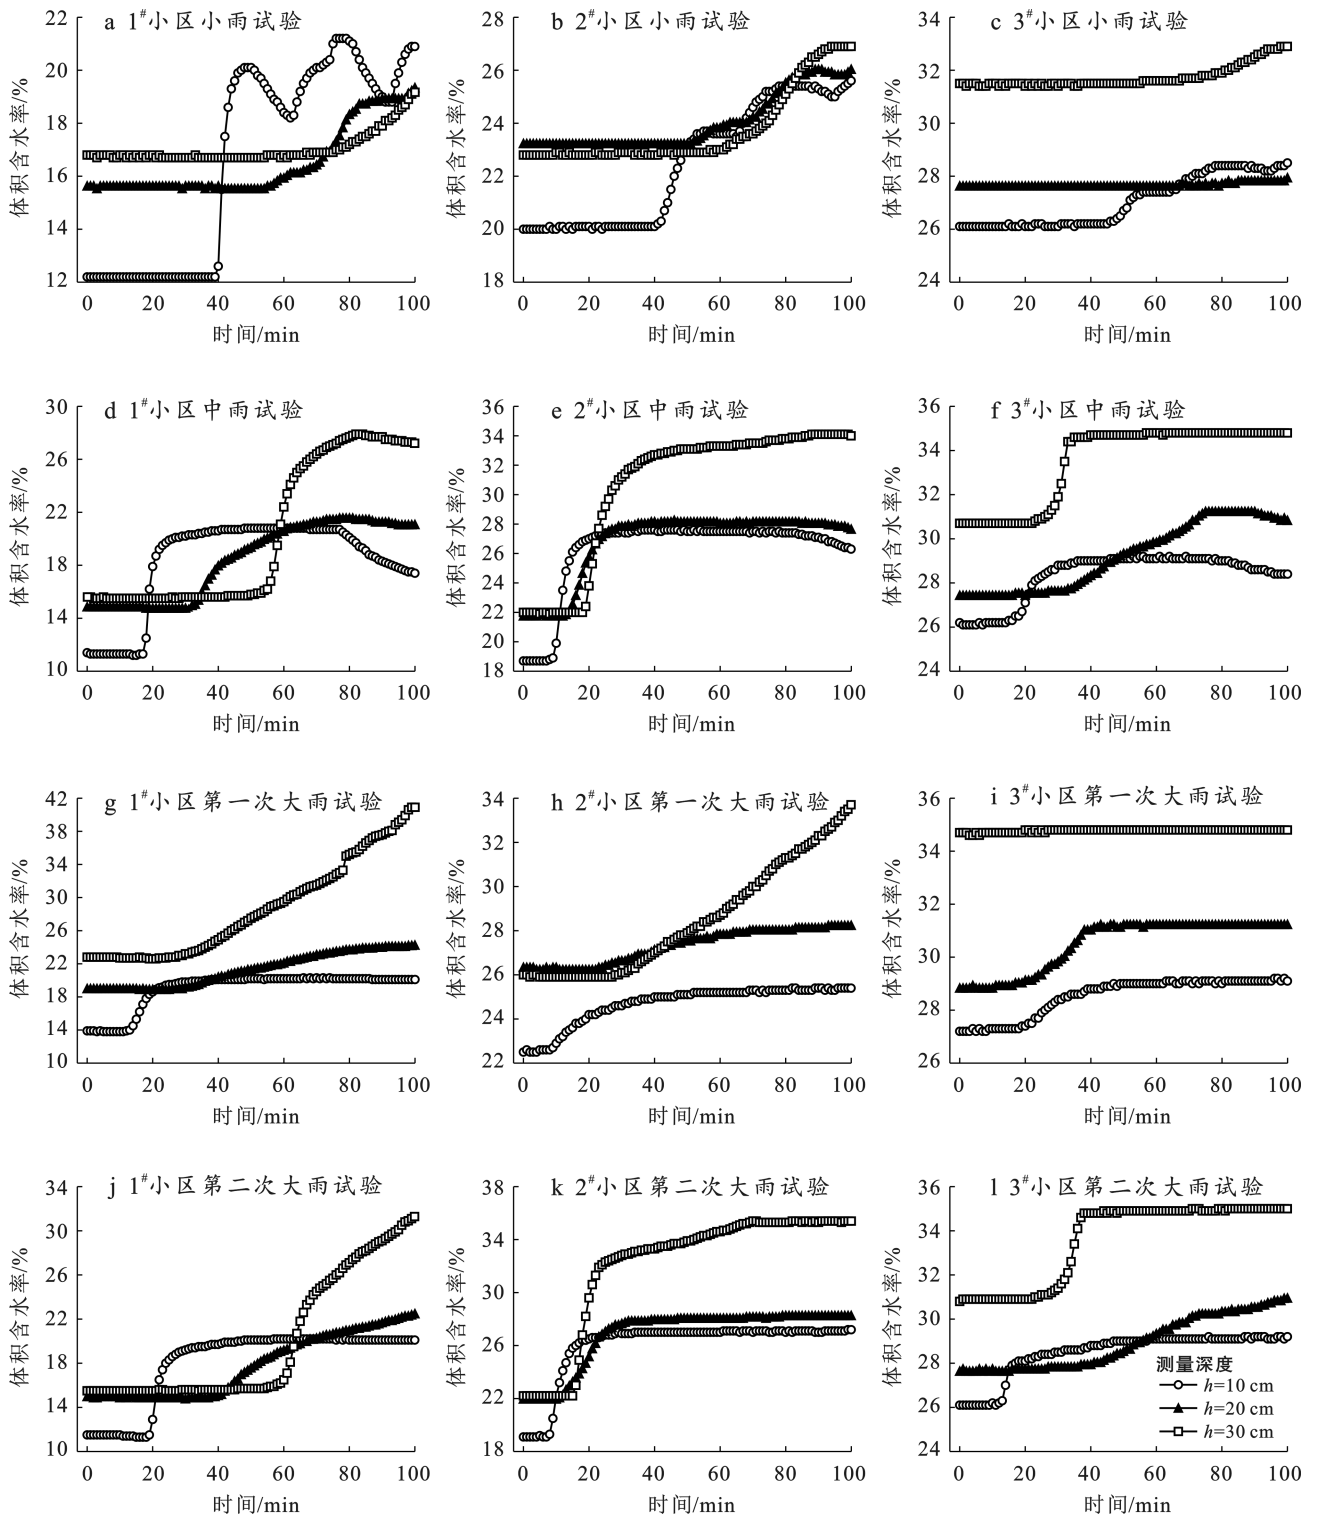 a 1#小区小雨试验
22
20
18
16
14
12
体积含水率/%
0 20 40 60 80 100
时间/min
b 2#小区小雨试验
28
26
24
22
20
18
体积含水率/%
0 20 40 60 80 100
时间/min
c 3#小区小雨试验
34
32
30
28
26
24
体积含水率/%
0 20 40 60 80 100
时间/min
d 1#小区中雨试验
30
26
22
18
14
10
体积含水率/%
0 20 40 60 80 100
时间/min
e 2#小区中雨试验
36
34
32
30
28
26
24
22
20
18
体积含水率/%
0 20 40 60 80 100
时间/min
f 3#小区中雨试验
36
34
32
30
28
26
24
体积含水率/%
0 20 40 60 80 100
时间/min
g 1#小区第一次大雨试验
42
38
34
30
26
22
18
14
10
体积含水率/%
0 20 40 60 80 100
时间/min
h 2#小区第一次大雨试验
34
32
30
28
26
24
22
体积含水率/%
0 20 40 60 80 100
时间/min
i 3#小区第一次大雨试验
36
34
32
30
28
26
体积含水率/%
0 20 40 60 80 100
时间/min
j 1#小区第二次大雨试验
34
30
26
22
18
14
10
体积含水率/%
0 20 40 60 80 100
时间/min
k 2#小区第二次大雨试验
38
34
30
26
22
18
体积含水率/%
0 20 40 60 80 100
时间/min
l 3#小区第二次大雨试验
36
34
32
30
28
26
24
体积含水率/%
0 20 40 60 80 100
时间/min
测量深度
h=10 cm
h=20 cm
h=30 cm